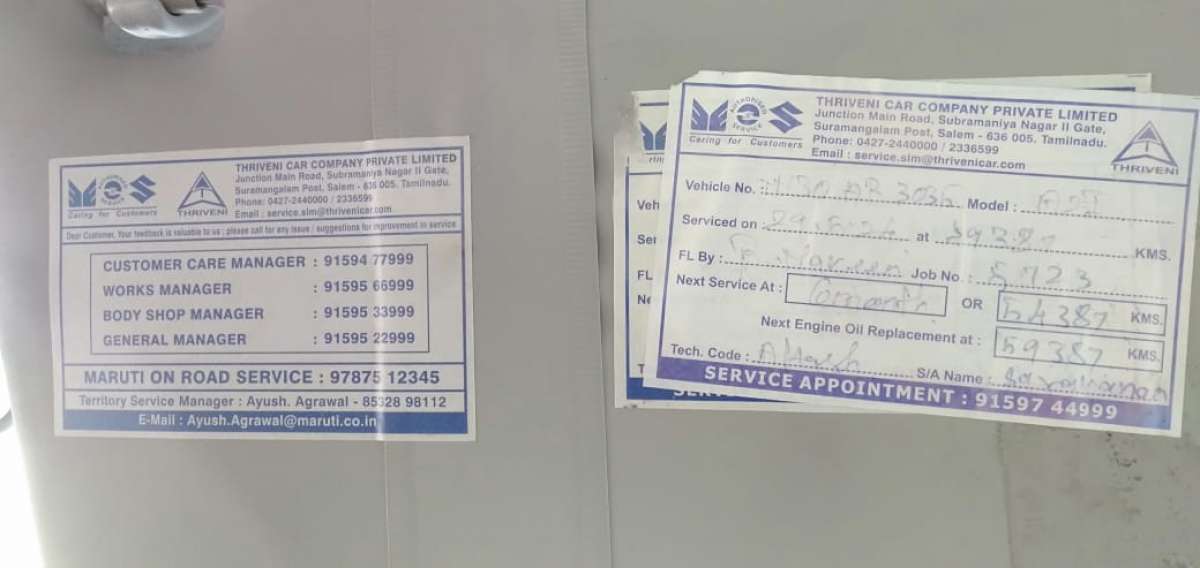 THRIVENI CAR COMPANY PRIVATE LIMITED
Junction Main Road, Subramaniya Nagar II Gate,
Suramangalam Post, Salem - 636 005. Tamilnadu.
Phone: 0427-2440000 / 2336599
Email : service.slm@thrivenicar.com
Caring for Customers
THRIVENI
Dear Customer, Your feedback is valuable to us ; please call for any issue / suggestions for improvement in service
CUSTOMER CARE MANAGER : 91594 77999
WORKS MANAGER : 91595 66999
BODY SHOP MANAGER : 91595 33999
GENERAL MANAGER : 91595 22999
MARUTI ON ROAD SERVICE : 97875 12345
Territory Service Manager : Ayush. Agrawal - 85328 98112
E-Mail : Ayush.Agrawal@maruti.co.in
AUTHORISED
SERVICE
THRIVENI CAR COMPANY PRIVATE LIMITED
Junction Main Road, Subramaniya Nagar II Gate,
Suramangalam Post, Salem - 636 005. Tamilnadu.
Phone: 0427-2440000 / 2336599
Email : service.slm@thrivenicar.com
Caring for Customers
THRIVENI
Vehicle No. Model :
Serviced on at KMS.
FL By : Naveen Job No. : 5723
Next Service At : 6month OR 54387 KMS.
Next Engine Oil Replacement at : 59387 KMS.
Tech. Code : S/A Name :
SERVICE APPOINTMENT : 91597 44999